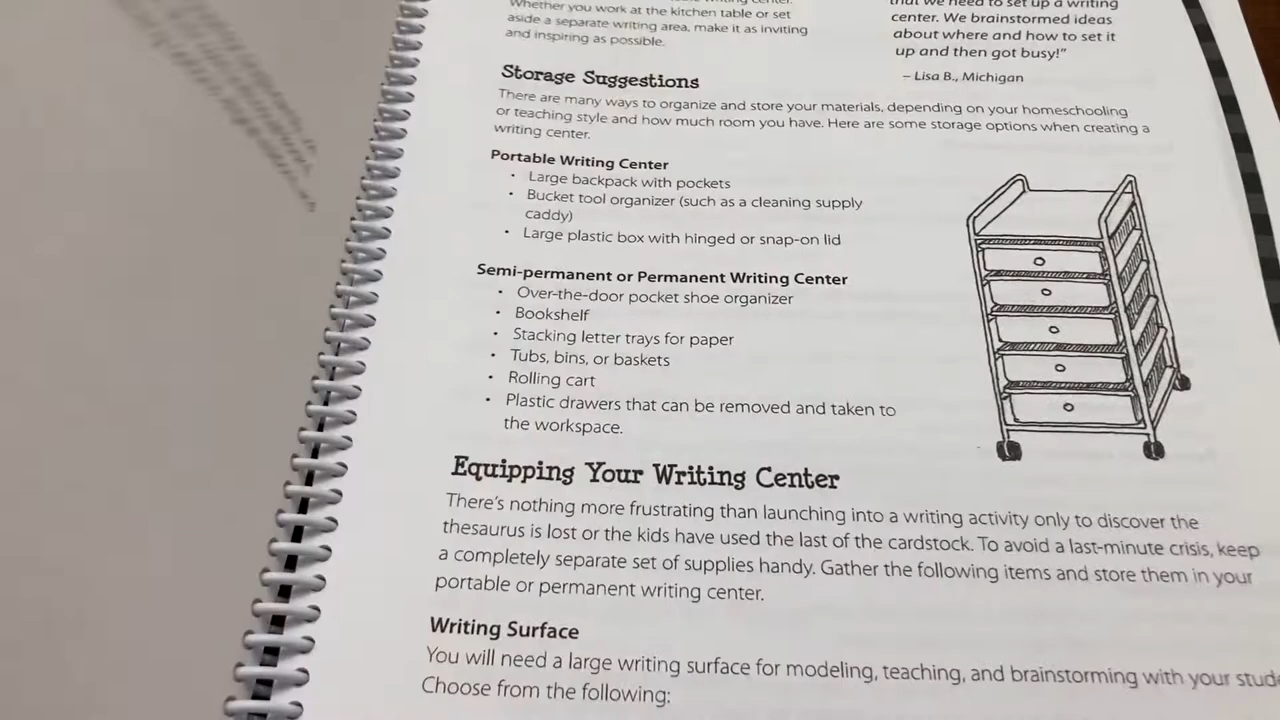 Whether you work at the kitchen table or set
aside a separate writing area, make it as inviting
and inspiring as possible.
that we need to set up a writing
center. We brainstormed ideas
about where and how to set it
up and then got busy!"
– Lisa B., Michigan
Storage Suggestions
There are many ways to organize and store your materials, depending on your homeschooling
or teaching style and how much room you have. Here are some storage options when creating a
writing center.
Portable Writing Center
• Large backpack with pockets
• Bucket tool organizer (such as a cleaning supply
caddy)
• Large plastic box with hinged or snap-on lid
Semi-permanent or Permanent Writing Center
• Over-the-door pocket shoe organizer
• Bookshelf
• Stacking letter trays for paper
• Tubs, bins, or baskets
• Rolling cart
• Plastic drawers that can be removed and taken to
the workspace.
Equipping Your Writing Center
There's nothing more frustrating than launching into a writing activity only to discover the
thesaurus is lost or the kids have used the last of the cardstock. To avoid a last-minute crisis, keep
a completely separate set of supplies handy. Gather the following items and store them in your
portable or permanent writing center.
Writing Surface
You will need a large writing surface for modeling, teaching, and brainstorming with your
Choose from the following: